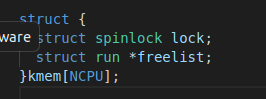 struct {
ware
struct spinlock lock;
struct run *freelist;
}kmem[NCPU];